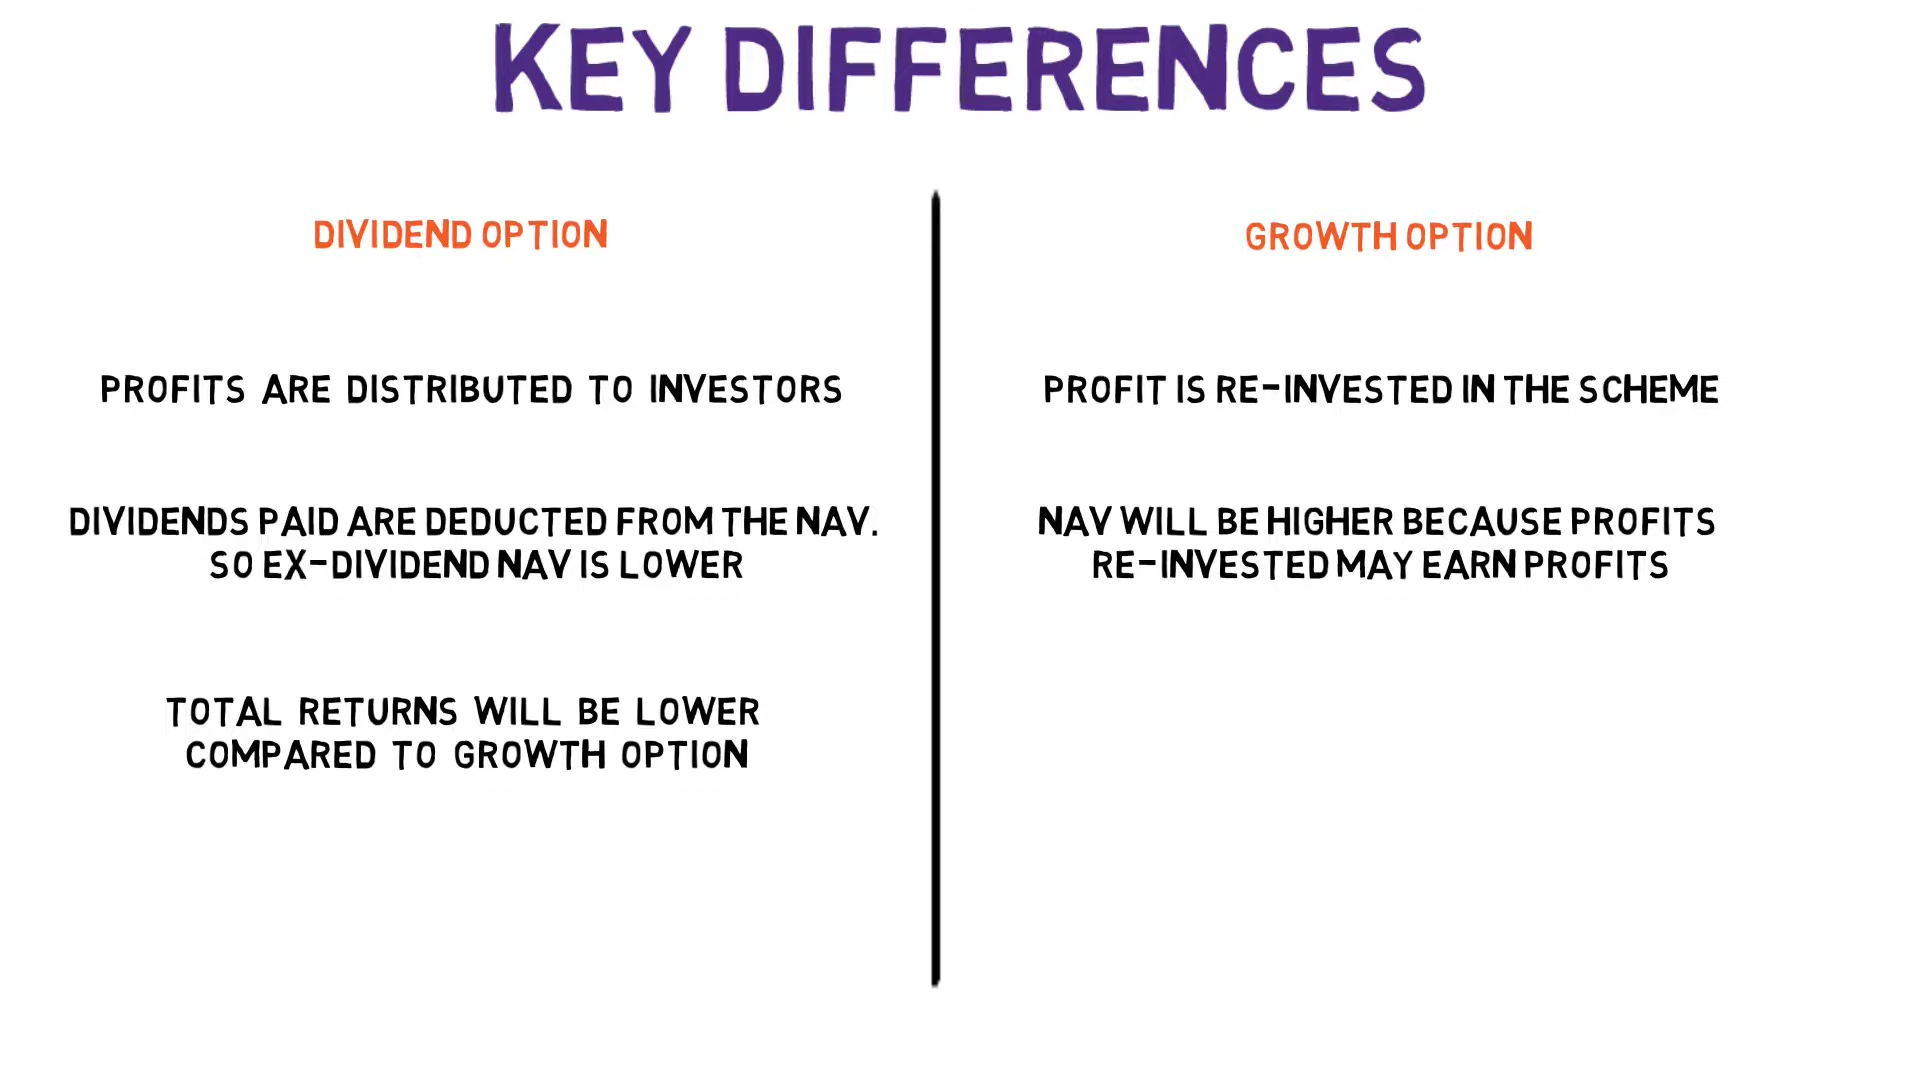 KEY DIFFERENCES
DIVIDEND OPTION
PROFITS ARE DISTRIBUTED TO INVESTORS
DIVIDENDS PAID ARE DEDUCTED FROM THE NAV.
SO EX-DIVIDEND NAV IS LOWER
TOTAL RETURNS WILL BE LOWER
COMPARED TO GROWTH OPTION
GROWTH OPTION
PROFIT IS RE-INVESTED IN THE SCHEME
NAV WILL BE HIGHER BECAUSE PROFITS
RE-INVESTED MAY EARN PROFITS